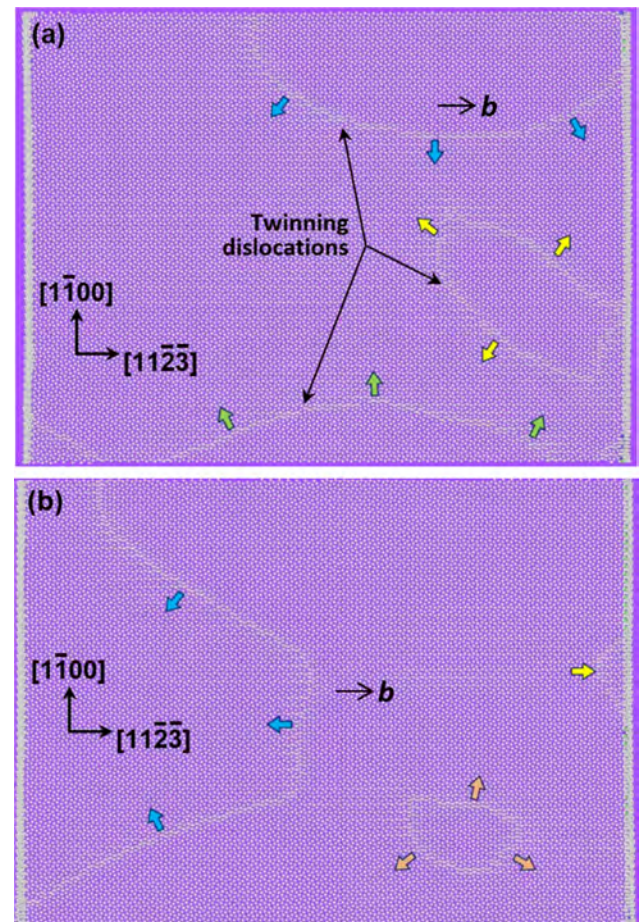 (a)
b
Twinning
dislocations
[11̅00]
[112̅3̅]
(b)
b
[11̅00]
[112̅3̅]